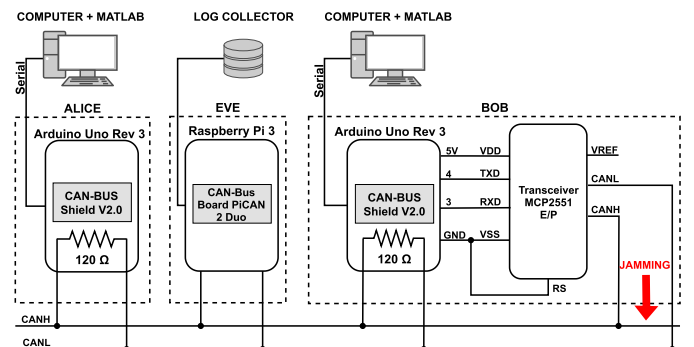 COMPUTER + MATLAB
LOG COLLECTOR
COMPUTER + MATLAB
Serial
Serial
ALICE
EVE
BOB
Arduino Uno Rev 3
Raspberry Pi 3
Arduino Uno Rev 3
CAN-BUS
Shield V2.0
120 Ω
CAN-Bus
Board PiCAN
2 Duo
CAN-BUS
Shield V2.0
120 Ω
5V
VDD
4
TXD
3
RXD
GND
VSS
Transceiver
MCP2551
E/P
VREF
CANL
CANH
RS
JAMMING
CANH
CANL